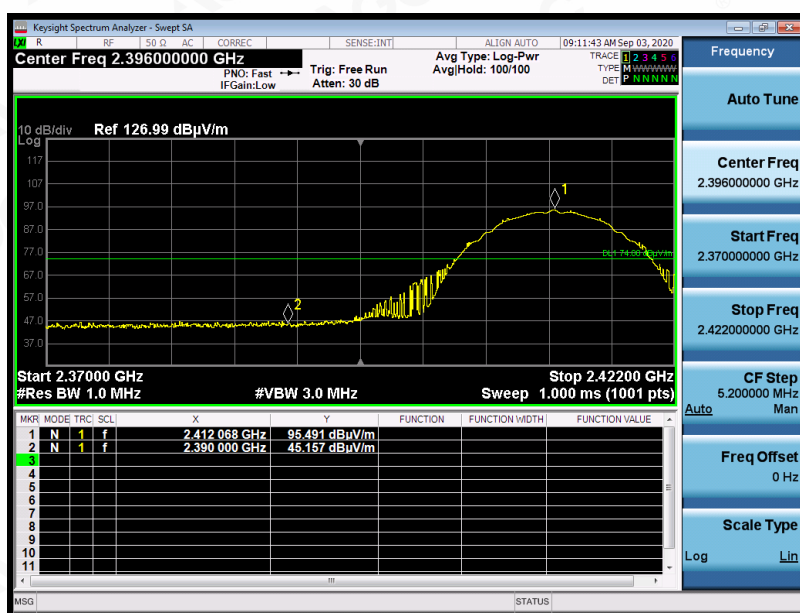 Keysight Spectrum Analyzer - Swept SA
LXI R RF 50 Ω AC CORREC SENSE:INT ALIGN AUTO 09:11:43 AM Sep 03, 2020
Center Freq 2.396000000 GHz
PNO: Fast
IFGain:Low
Trig: Free Run
Atten: 30 dB
Avg Type: Log-Pwr
Avg|Hold: 100/100
TRACE 1 2 3 4 5 6
TYPE M WWWWW
DET P N N N N N
10 dB/div Ref 126.99 dBµV/m
Log
117
107
97.0
87.0
77.0
67.0
57.0
47.0
37.0
1
2
DL1 74.00 dBµV/m
Start 2.37000 GHz Stop 2.42200 GHz
#Res BW 1.0 MHz #VBW 3.0 MHz Sweep 1.000 ms (1001 pts)
MKR MODE TRC SCL X Y FUNCTION FUNCTION WIDTH FUNCTION VALUE
1 N 1 f 2.412 068 GHz 95.491 dBµV/m
2 N 1 f 2.390 000 GHz 45.157 dBµV/m
3
4
5
6
7
8
9
10
11
MSG STATUS
Frequency
Auto Tune
Center Freq
2.396000000 GHz
Start Freq
2.370000000 GHz
Stop Freq
2.422000000 GHz
CF Step
5.200000 MHz
Auto Man
Freq Offset
0 Hz
Scale Type
Log Lin